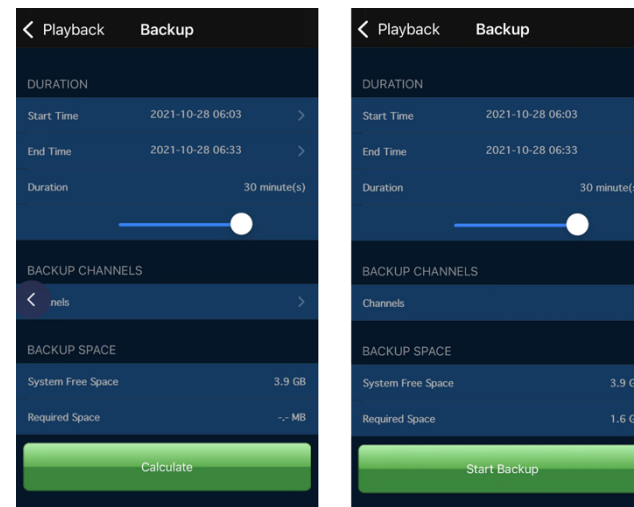 Playback Backup
DURATION
Start Time 2021-10-28 06:03
End Time 2021-10-28 06:33
Duration 30 minute(s)
BACKUP CHANNELS
nels
BACKUP SPACE
System Free Space 3.9 GB
Required Space -.- MB
Calculate
Playback Backup
DURATION
Start Time 2021-10-28 06:03
End Time 2021-10-28 06:33
Duration 30 minute(s
BACKUP CHANNELS
Channels
BACKUP SPACE
System Free Space 3.9 G
Required Space 1.6 G
Start Backup